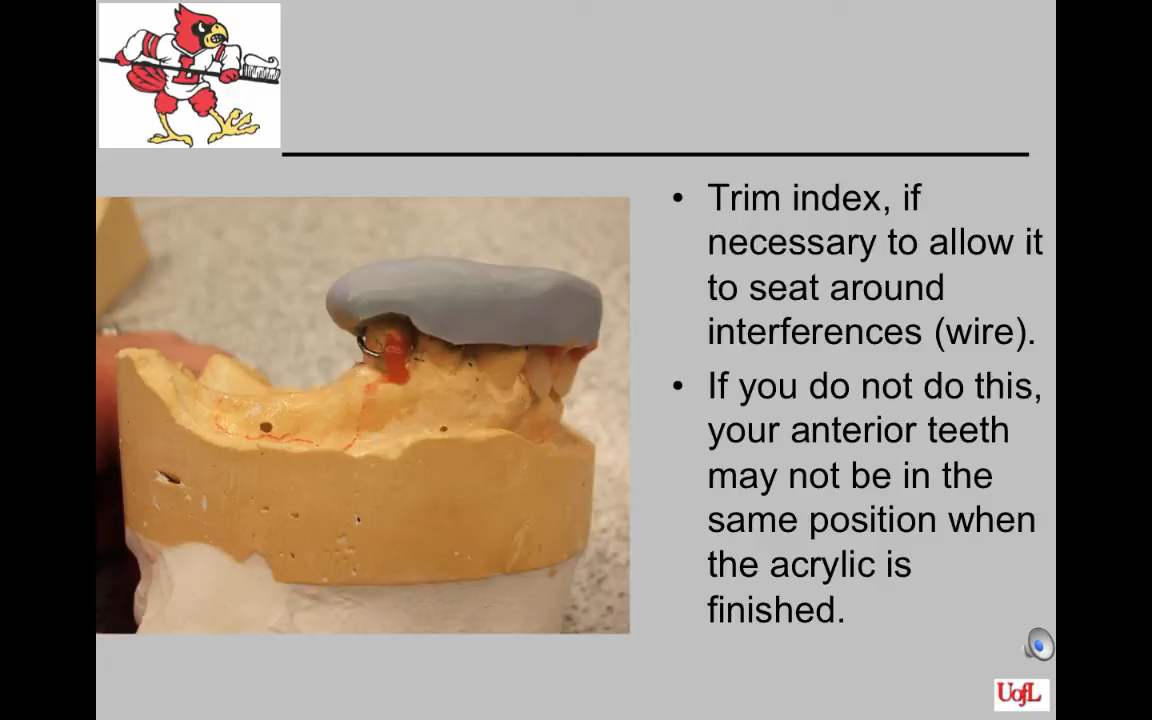 L
• Trim index, if
necessary to allow it
to seat around
interferences (wire).
• If you do not do this,
your anterior teeth
may not be in the
same position when
the acrylic is
finished.
UofL